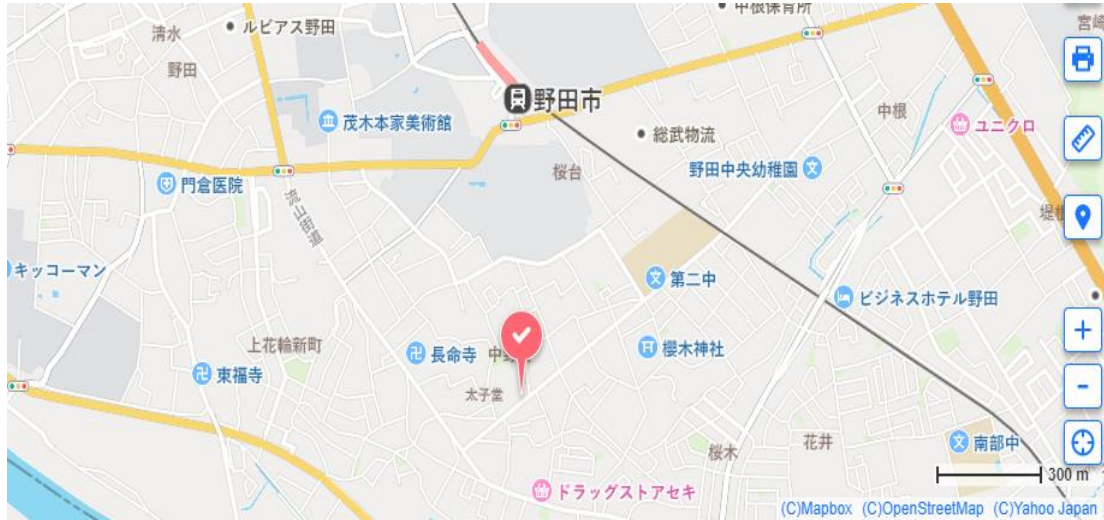 中根保育所
宮崎
清水
ルビアス野田
野田
野田市
茂木本家美術館
総武物流
中根
ユニクロ
桜台
野田中央幼稚園
門倉医院
流山街道
堤根
キッコーマン
第二中
ビジネスホテル野田
上花輪新町
長命寺
櫻木神社
東福寺
太子堂
桜木
花井
南部中
ドラッグストアセキ
300 m
(C)Mapbox (C)OpenStreetMap (C)Yahoo Japan